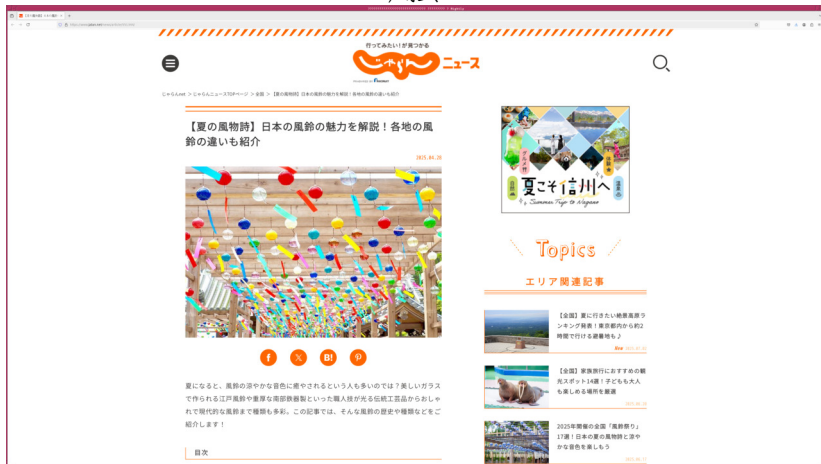 行ってみたい！が見つかる
じゃらん ニュース
じゃらんnet > じゃらんニュースTOPページ > 全国 > 【夏の風物詩】日本の風鈴の魅力を解説！各地の風鈴の違いも紹介
【夏の風物詩】日本の風鈴の魅力を解説！各地の風
鈴の違いも紹介
2025.04.20
夏になると、風鈴の涼やかな音色に癒やされるという人も多いのでは？美しいガラス
で作られる江戸風鈴や重厚な南部鉄器製といった職人技が光る伝統工芸品からおしゃ
れで現代的な風鈴まで種類も多彩。この記事では、そんな風鈴の歴史や種類などをご
紹介します！
目次
グルメ
体験
自然
温泉
夏こそ信州へ
Summer Trip to Nagano
Topics
エリア関連記事
【全国】夏に行きたい絶景高原ラ
ンキング発表！東京都内から約2
時間で行ける避暑地も♪
New
【全国】家族旅行におすすめの観
光スポット14選！子どもも大人
も楽しめる場所を厳選
2025年開催の全国「風鈴祭り」
17選！日本の夏の風物詩と涼や
かな音色を楽しもう